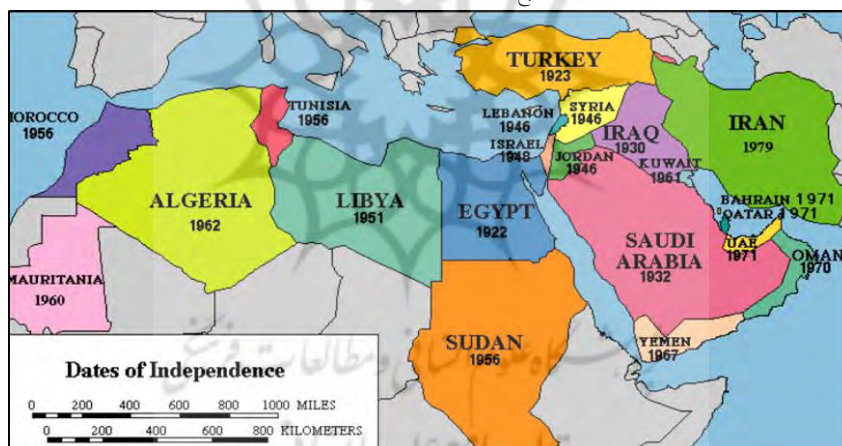 TURKEY
1923
MOROCCO
1956
TUNISIA
1956
LEBANON
1946
SYRIA
1946
ISRAEL
1948
IRAQ
1930
IRAN
1979
JORDAN
1946
KUWAIT
1961
ALGERIA
1962
LIBYA
1951
EGYPT
1922
BAHRAIN 1971
QATAR 1971
SAUDI
ARABIA
1932
UAE
1971
OMAN
1970
MAURITANIA
1960
SUDAN
1956
YEMEN
1967
Dates of Independence
0 200 400 600 800 1000 MILES
0 200 400 600 800 KILOMETERS